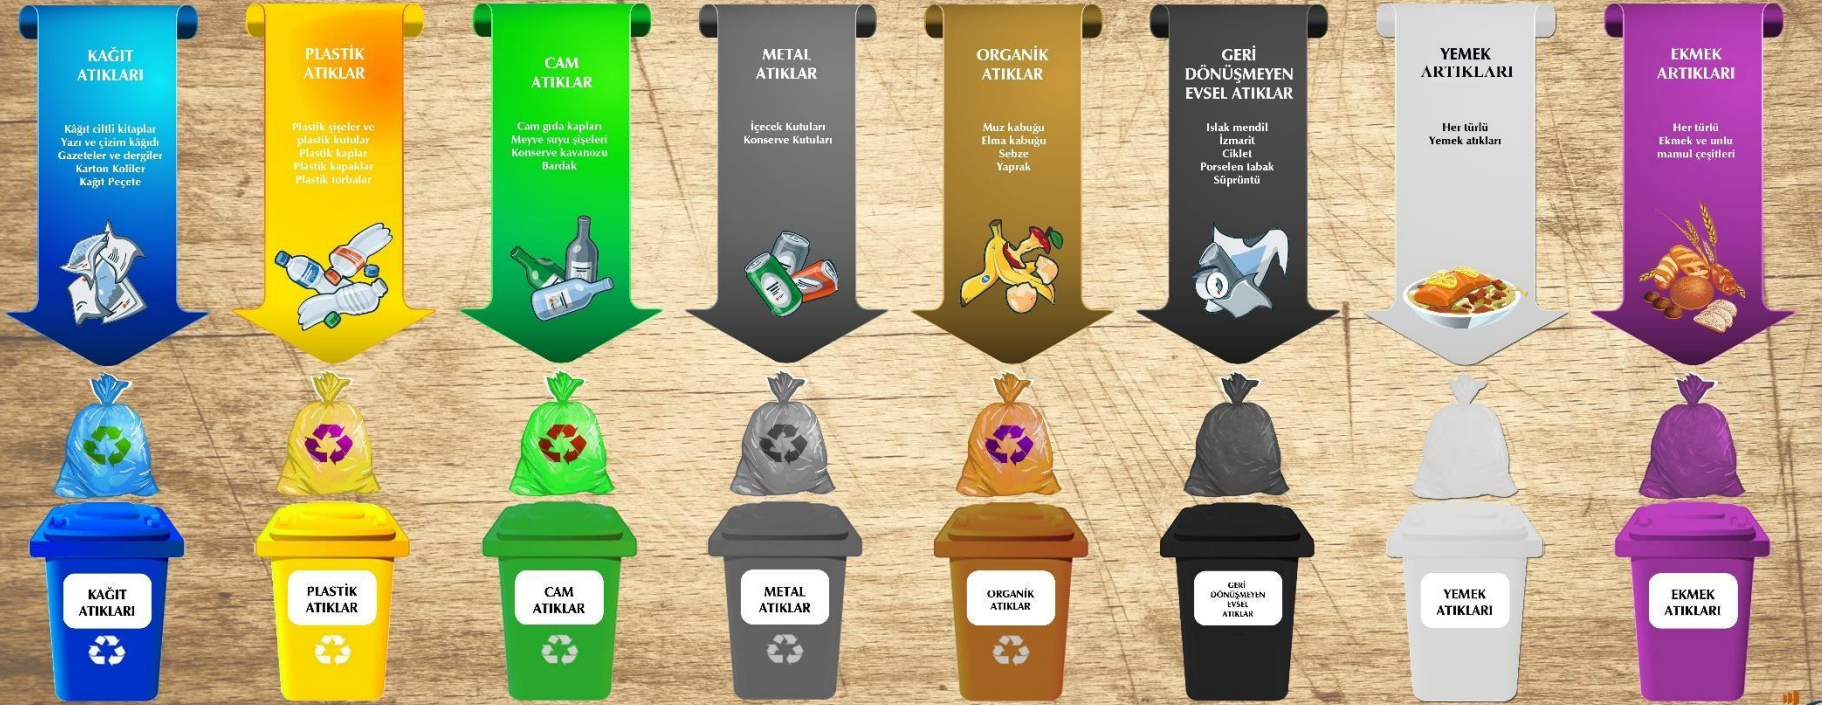 KAĞIT
ATIKLARI
Kâğıt ciltli kitaplar
Yazı ve çizim kâğıdı
Gazeteler ve dergiler
Karton Koliler
Kağıt Peçete
PLASTİK
ATIKLAR
Plastik şişeler ve
plastik kutular
Plastik kaplar
Plastik kapaklar
Plastik torbalar
CAM
ATIKLAR
Cam gıda kapları
Meyve suyu şişeleri
Konserve kavanozu
Bardak
METAL
ATIKLAR
İçecek Kutuları
Konserve Kutuları
ORGANİK
ATIKLAR
Muz kabuğu
Elma kabuğu
Sebze
Yaprak
GERİ
DÖNÜŞMEYEN
EVSEL ATIKLAR
Islak mendil
İzmarit
Ciklet
Porselen tabak
Süprüntü
YEMEK
ARTIKLARI
Her türlü
Yemek atıkları
EKMEK
ARTIKLARI
Her türlü
Ekmek ve unlu
mamul çeşitleri
KAĞIT
ATIKLARI
PLASTİK
ATIKLAR
CAM
ATIKLAR
METAL
ATIKLAR
ORGANİK
ATIKLAR
GERİ
DÖNÜŞMEYEN
EVSEL
ATIKLAR
YEMEK
ATIKLARI
EKMEK
ATIKLARI